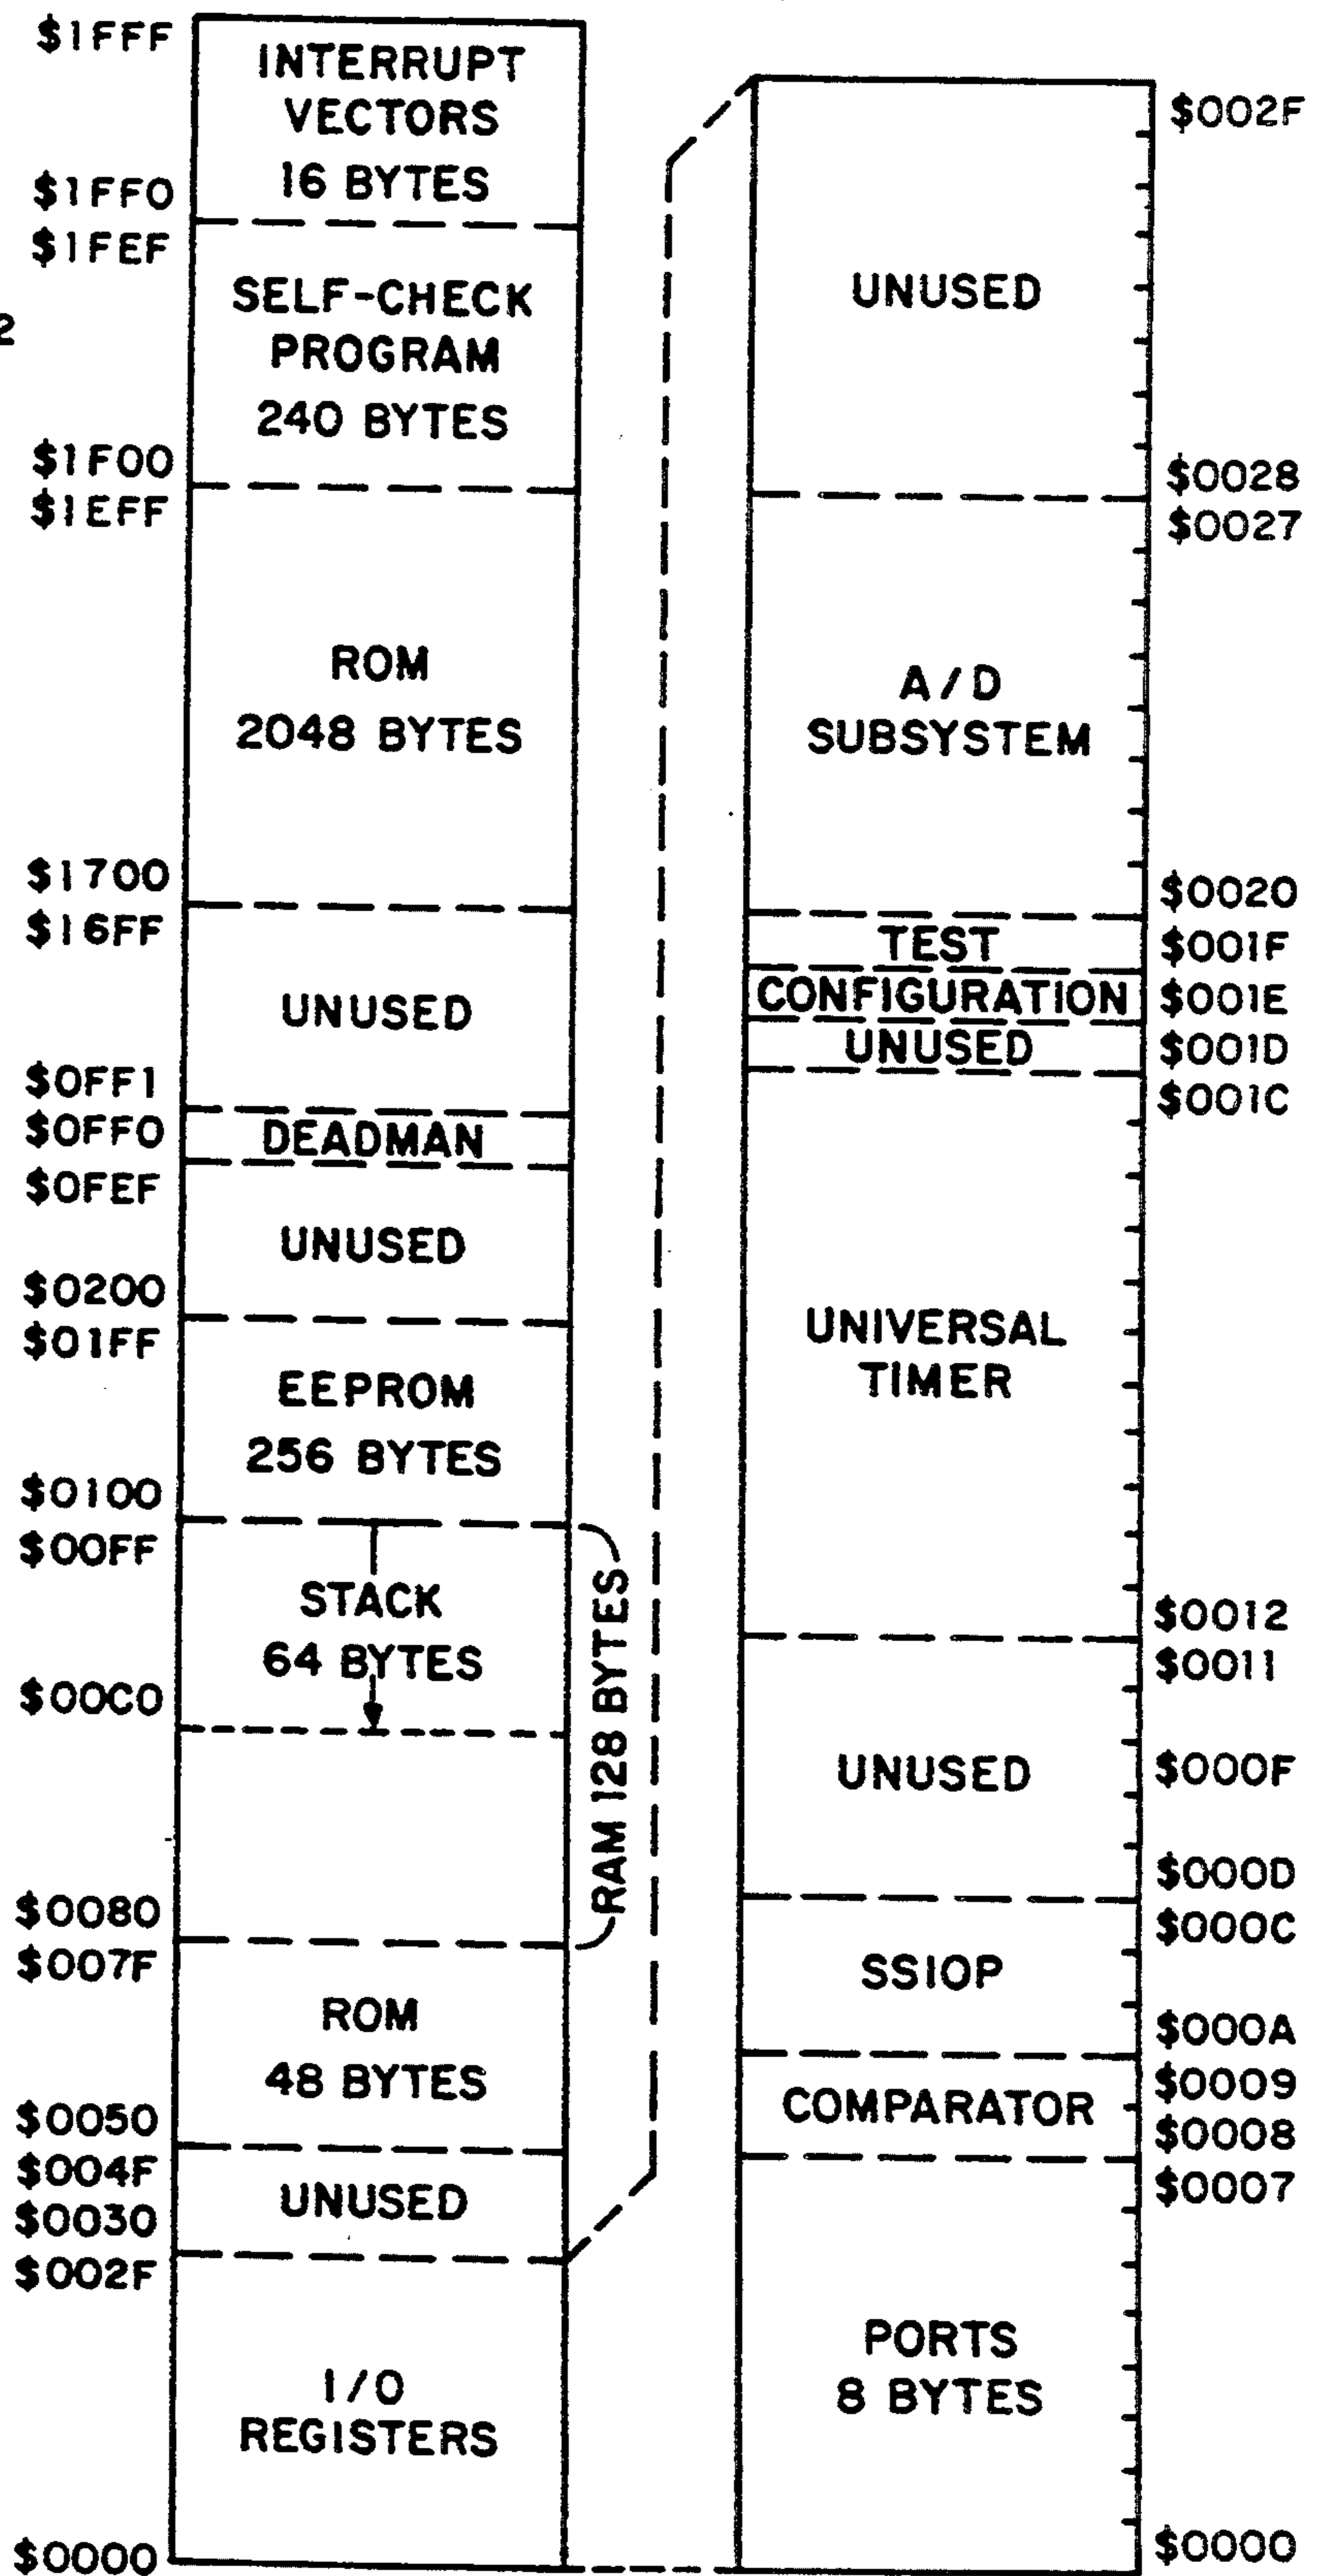 $1FFF
INTERRUPT
VECTORS
16 BYTES
$1FF0
$1FEF
2
SELF-CHECK
PROGRAM
240 BYTES
$1F00
$1EFF
ROM
2048 BYTES
$1700
$16FF
UNUSED
$0FF1
$0FF0
DEADMAN
$0FEF
UNUSED
$0200
$01FF
EEPROM
256 BYTES
$0100
$00FF
STACK
64 BYTES
$00C0
RAM 128 BYTES
$0080
$007F
ROM
48 BYTES
$0050
$004F
UNUSED
$0030
$002F
I/O
REGISTERS
$0000
$002F
UNUSED
$0028
$0027
A/D
SUBSYSTEM
$0020
TEST
$001F
CONFIGURATION
$001E
UNUSED
$001D
$001C
UNIVERSAL
TIMER
$0012
$0011
UNUSED
$000F
$000D
$000C
SSIOP
$000A
$0009
COMPARATOR
$0008
$0007
PORTS
8 BYTES
$0000